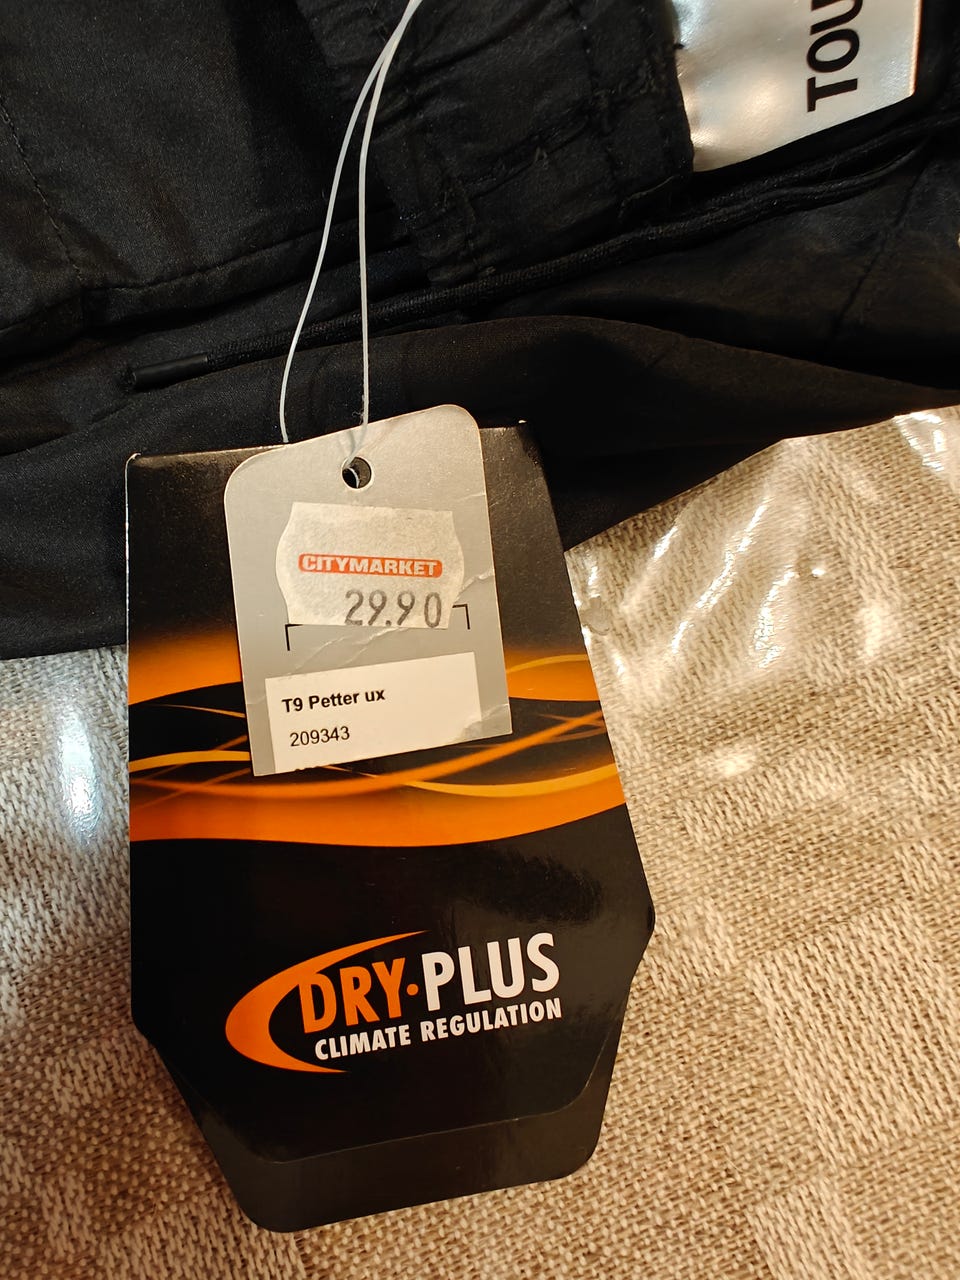 TOU
CITYMARKET
29.90
T9 Petter ux
209343
DRY·PLUS
CLIMATE REGULATION